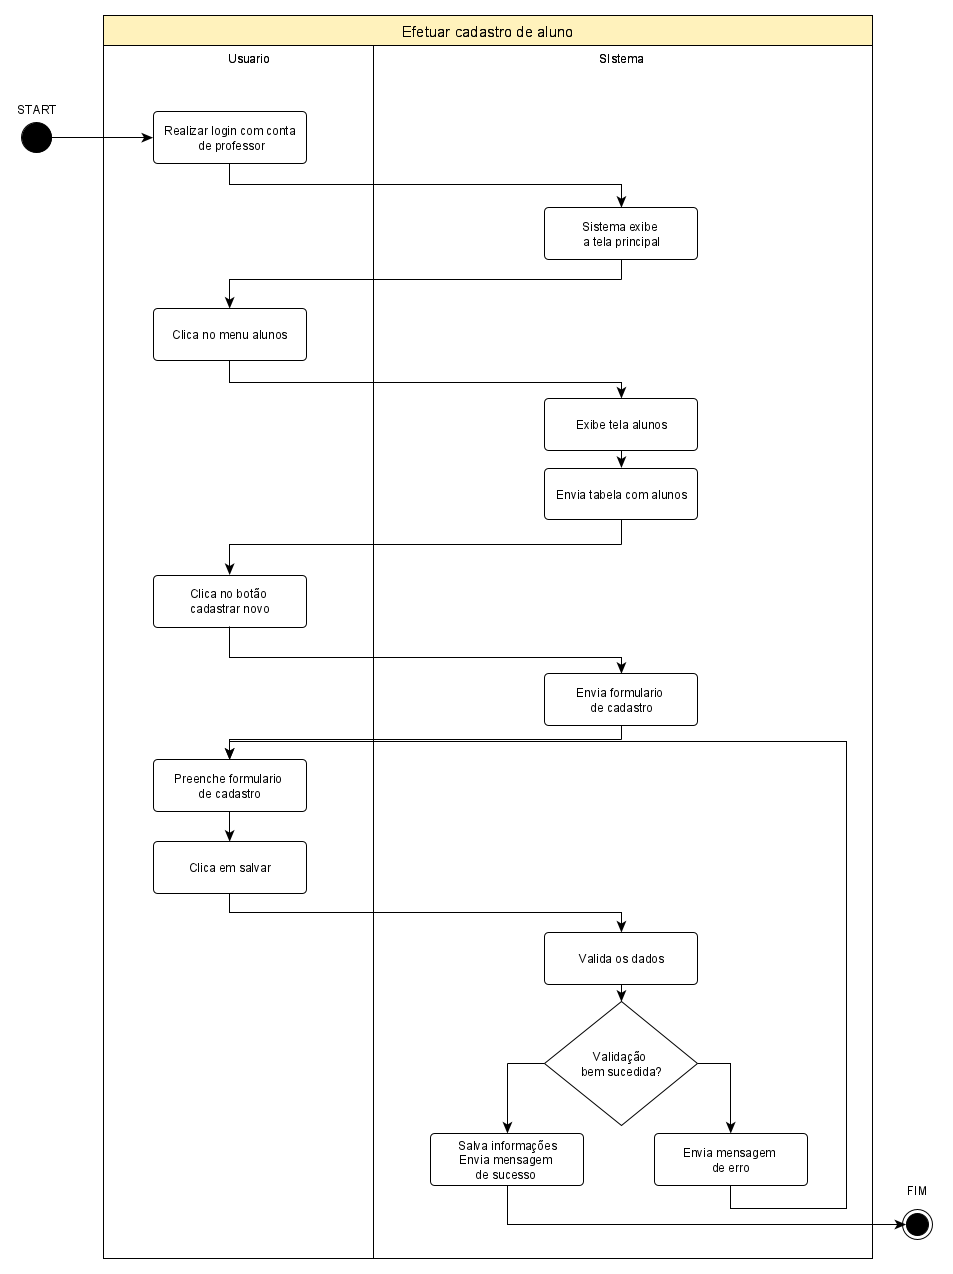 Efetuar cadastro de aluno
Usuario
SIstema
START
Realizar login com conta
de professor
Sistema exibe
a tela principal
Clica no menu alunos
Exibe tela alunos
Envia tabela com alunos
Clica no botão
cadastrar novo
Envia formulario
de cadastro
Preenche formulario
de cadastro
Clica em salvar
Valida os dados
Validação
bem sucedida?
Salva informações
Envia mensagem
de sucesso
Envia mensagem
de erro
FIM